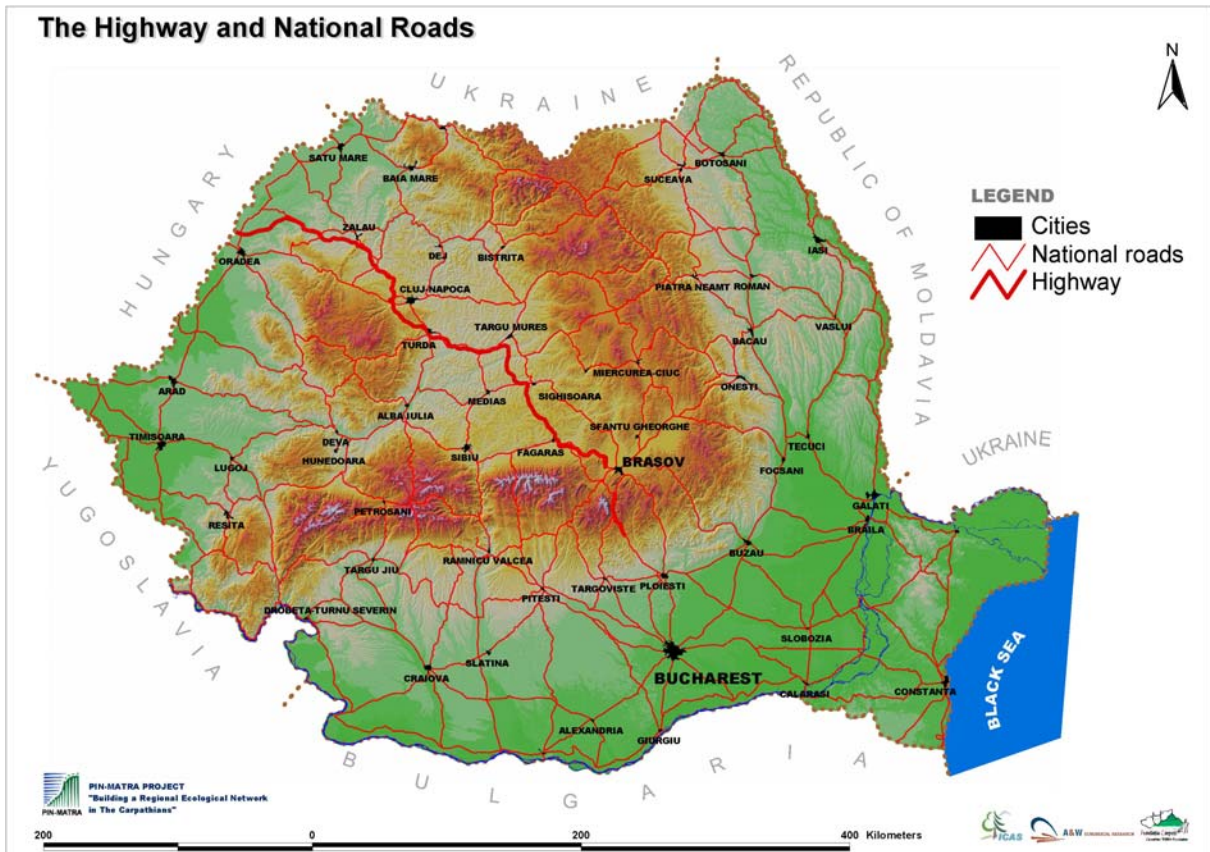 The Highway and National Roads
N
UKRAINE
REPUBLIC OF MOLDAVIA
HUNGARY
LEGEND
Cities
National roads
Highway
SATU MARE
BAIA MARE
SUCEAVA
BOTOSANI
ZALAU
ORADEA
DEJ
BISTRITA
IASI
CLUJ-NAPOCA
PIATRA NEAMT
ROMAN
TURDA
TARGU MURES
BACAU
VASLUI
ARAD
MIERCUREA-CIUC
ONESTI
ALBA JULIA
MEDIAS
SIGHISOARA
TIMISOARA
DEVA
HUNEDOARA
SIBIU
FAGARAS
SFANTU GHEORGHE
BRASOV
TECUCI
FOCSANI
UKRAINE
LUGOJ
RESITA
PETROSANI
GALATI
BRAILA
YUGOSLAVIA
TARGU JIU
RAMNICU VALCEA
TARGOVISTE
PLOIESTI
BUZAU
PITESTI
DROBETA-TURNU SEVERIN
SLOBOZIA
CRAIOVA
SLATINA
BUCHAREST
CALARASI
CONSTANTA
BLACK SEA
ALEXANDRIA
GIURGIU
BULGARIA
PIN-MATRA
PIN-MATRA PROJECT
"Building a Regional Ecological Network
in The Carpathians"
ICAS
A&W ECOLOGICAL RESEARCH
200 0 200 400 Kilometers